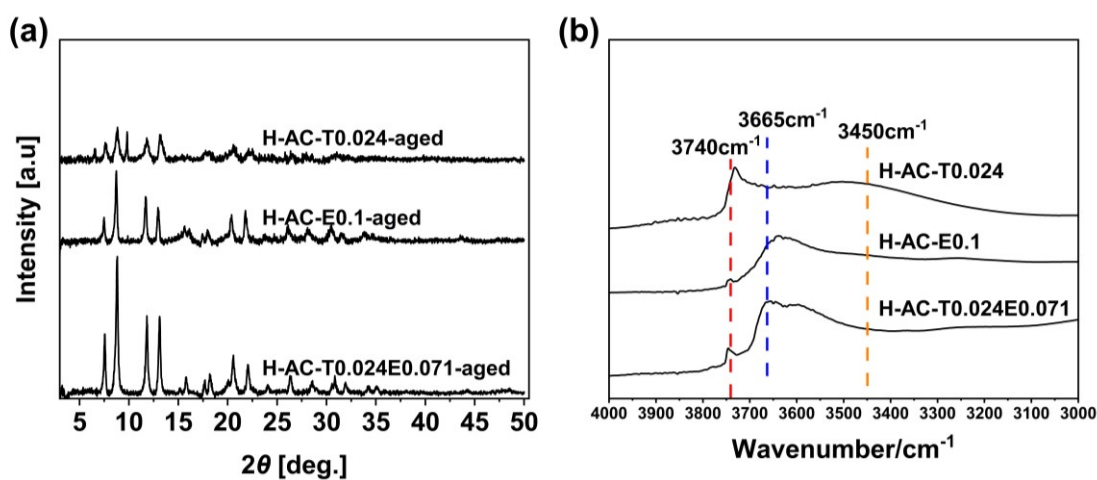 (a)
Intensity [a.u]
H-AC-T0.024-aged
H-AC-E0.1-aged
H-AC-T0.024E0.071-aged
5 10 15 20 25 30 35 40 45 50
2θ [deg.]
(b)
3740cm⁻¹
3665cm⁻¹
3450cm⁻¹
H-AC-T0.024
H-AC-E0.1
H-AC-T0.024E0.071
4000 3900 3800 3700 3600 3500 3400 3300 3200 3100 3000
Wavenumber/cm⁻¹